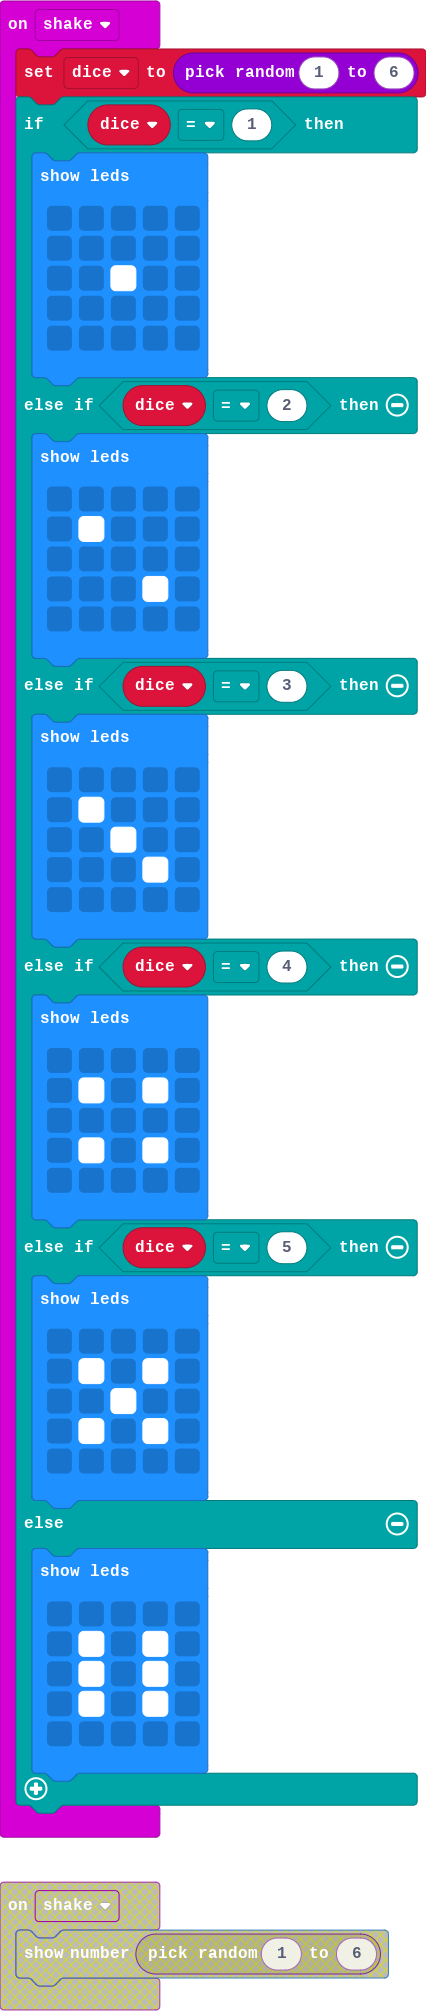 on shake
set dice to pick random 1 to 6
if dice = 1 then
show leds
else if dice = 2 then
show leds
else if dice = 3 then
show leds
else if dice = 4 then
show leds
else if dice = 5 then
show leds
else
show leds
on shake
show number pick random 1 to 6